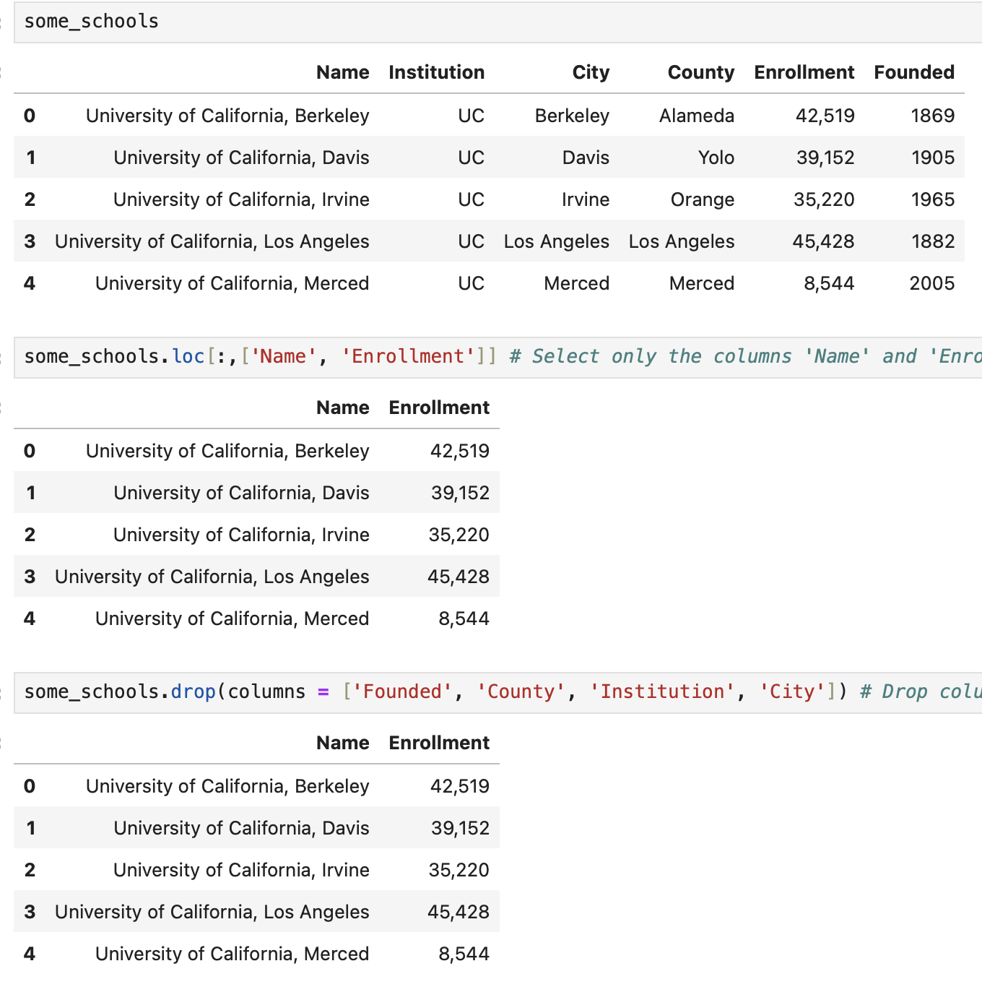 some_schools
Name Institution City County Enrollment Founded
0 University of California, Berkeley UC Berkeley Alameda 42,519 1869
1 University of California, Davis UC Davis Yolo 39,152 1905
2 University of California, Irvine UC Irvine Orange 35,220 1965
3 University of California, Los Angeles UC Los Angeles Los Angeles 45,428 1882
4 University of California, Merced UC Merced Merced 8,544 2005
some_schools.loc[:,['Name', 'Enrollment']] # Select only the columns 'Name' and 'Enro
Name Enrollment
0 University of California, Berkeley 42,519
1 University of California, Davis 39,152
2 University of California, Irvine 35,220
3 University of California, Los Angeles 45,428
4 University of California, Merced 8,544
some_schools.drop(columns = ['Founded', 'County', 'Institution', 'City']) # Drop colu
Name Enrollment
0 University of California, Berkeley 42,519
1 University of California, Davis 39,152
2 University of California, Irvine 35,220
3 University of California, Los Angeles 45,428
4 University of California, Merced 8,544